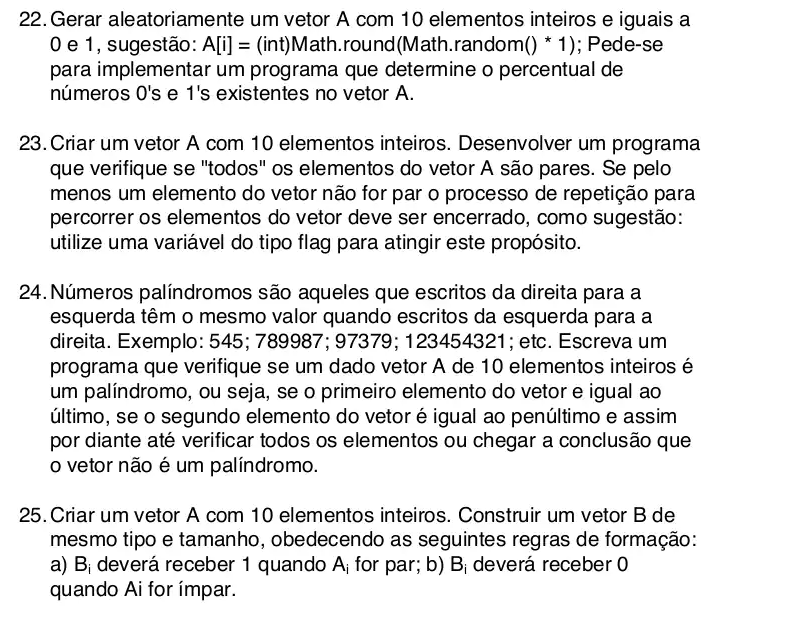 22. Gerar aleatoriamente um vetor A com 10 elementos inteiros e iguais a
0 e 1, sugestão: A[i] = (int)Math.round(Math.random() * 1); Pede-se
para implementar um programa que determine o percentual de
números 0's e 1's existentes no vetor A.
23. Criar um vetor A com 10 elementos inteiros. Desenvolver um programa
que verifique se "todos" os elementos do vetor A são pares. Se pelo
menos um elemento do vetor não for par o processo de repetição para
percorrer os elementos do vetor deve ser encerrado, como sugestão:
utilize uma variável do tipo flag para atingir este propósito.
24. Números palíndromos são aqueles que escritos da direita para a
esquerda têm o mesmo valor quando escritos da esquerda para a
direita. Exemplo: 545; 789987; 97379; 123454321; etc. Escreva um
programa que verifique se um dado vetor A de 10 elementos inteiros é
um palíndromo, ou seja, se o primeiro elemento do vetor e igual ao
último, se o segundo elemento do vetor é igual ao penúltimo e assim
por diante até verificar todos os elementos ou chegar a conclusão que
o vetor não é um palíndromo.
25. Criar um vetor A com 10 elementos inteiros. Construir um vetor B de
mesmo tipo e tamanho, obedecendo as seguintes regras de formação:
a) Bi deverá receber 1 quando Ai for par; b) Bi deverá receber 0
quando Ai for ímpar.